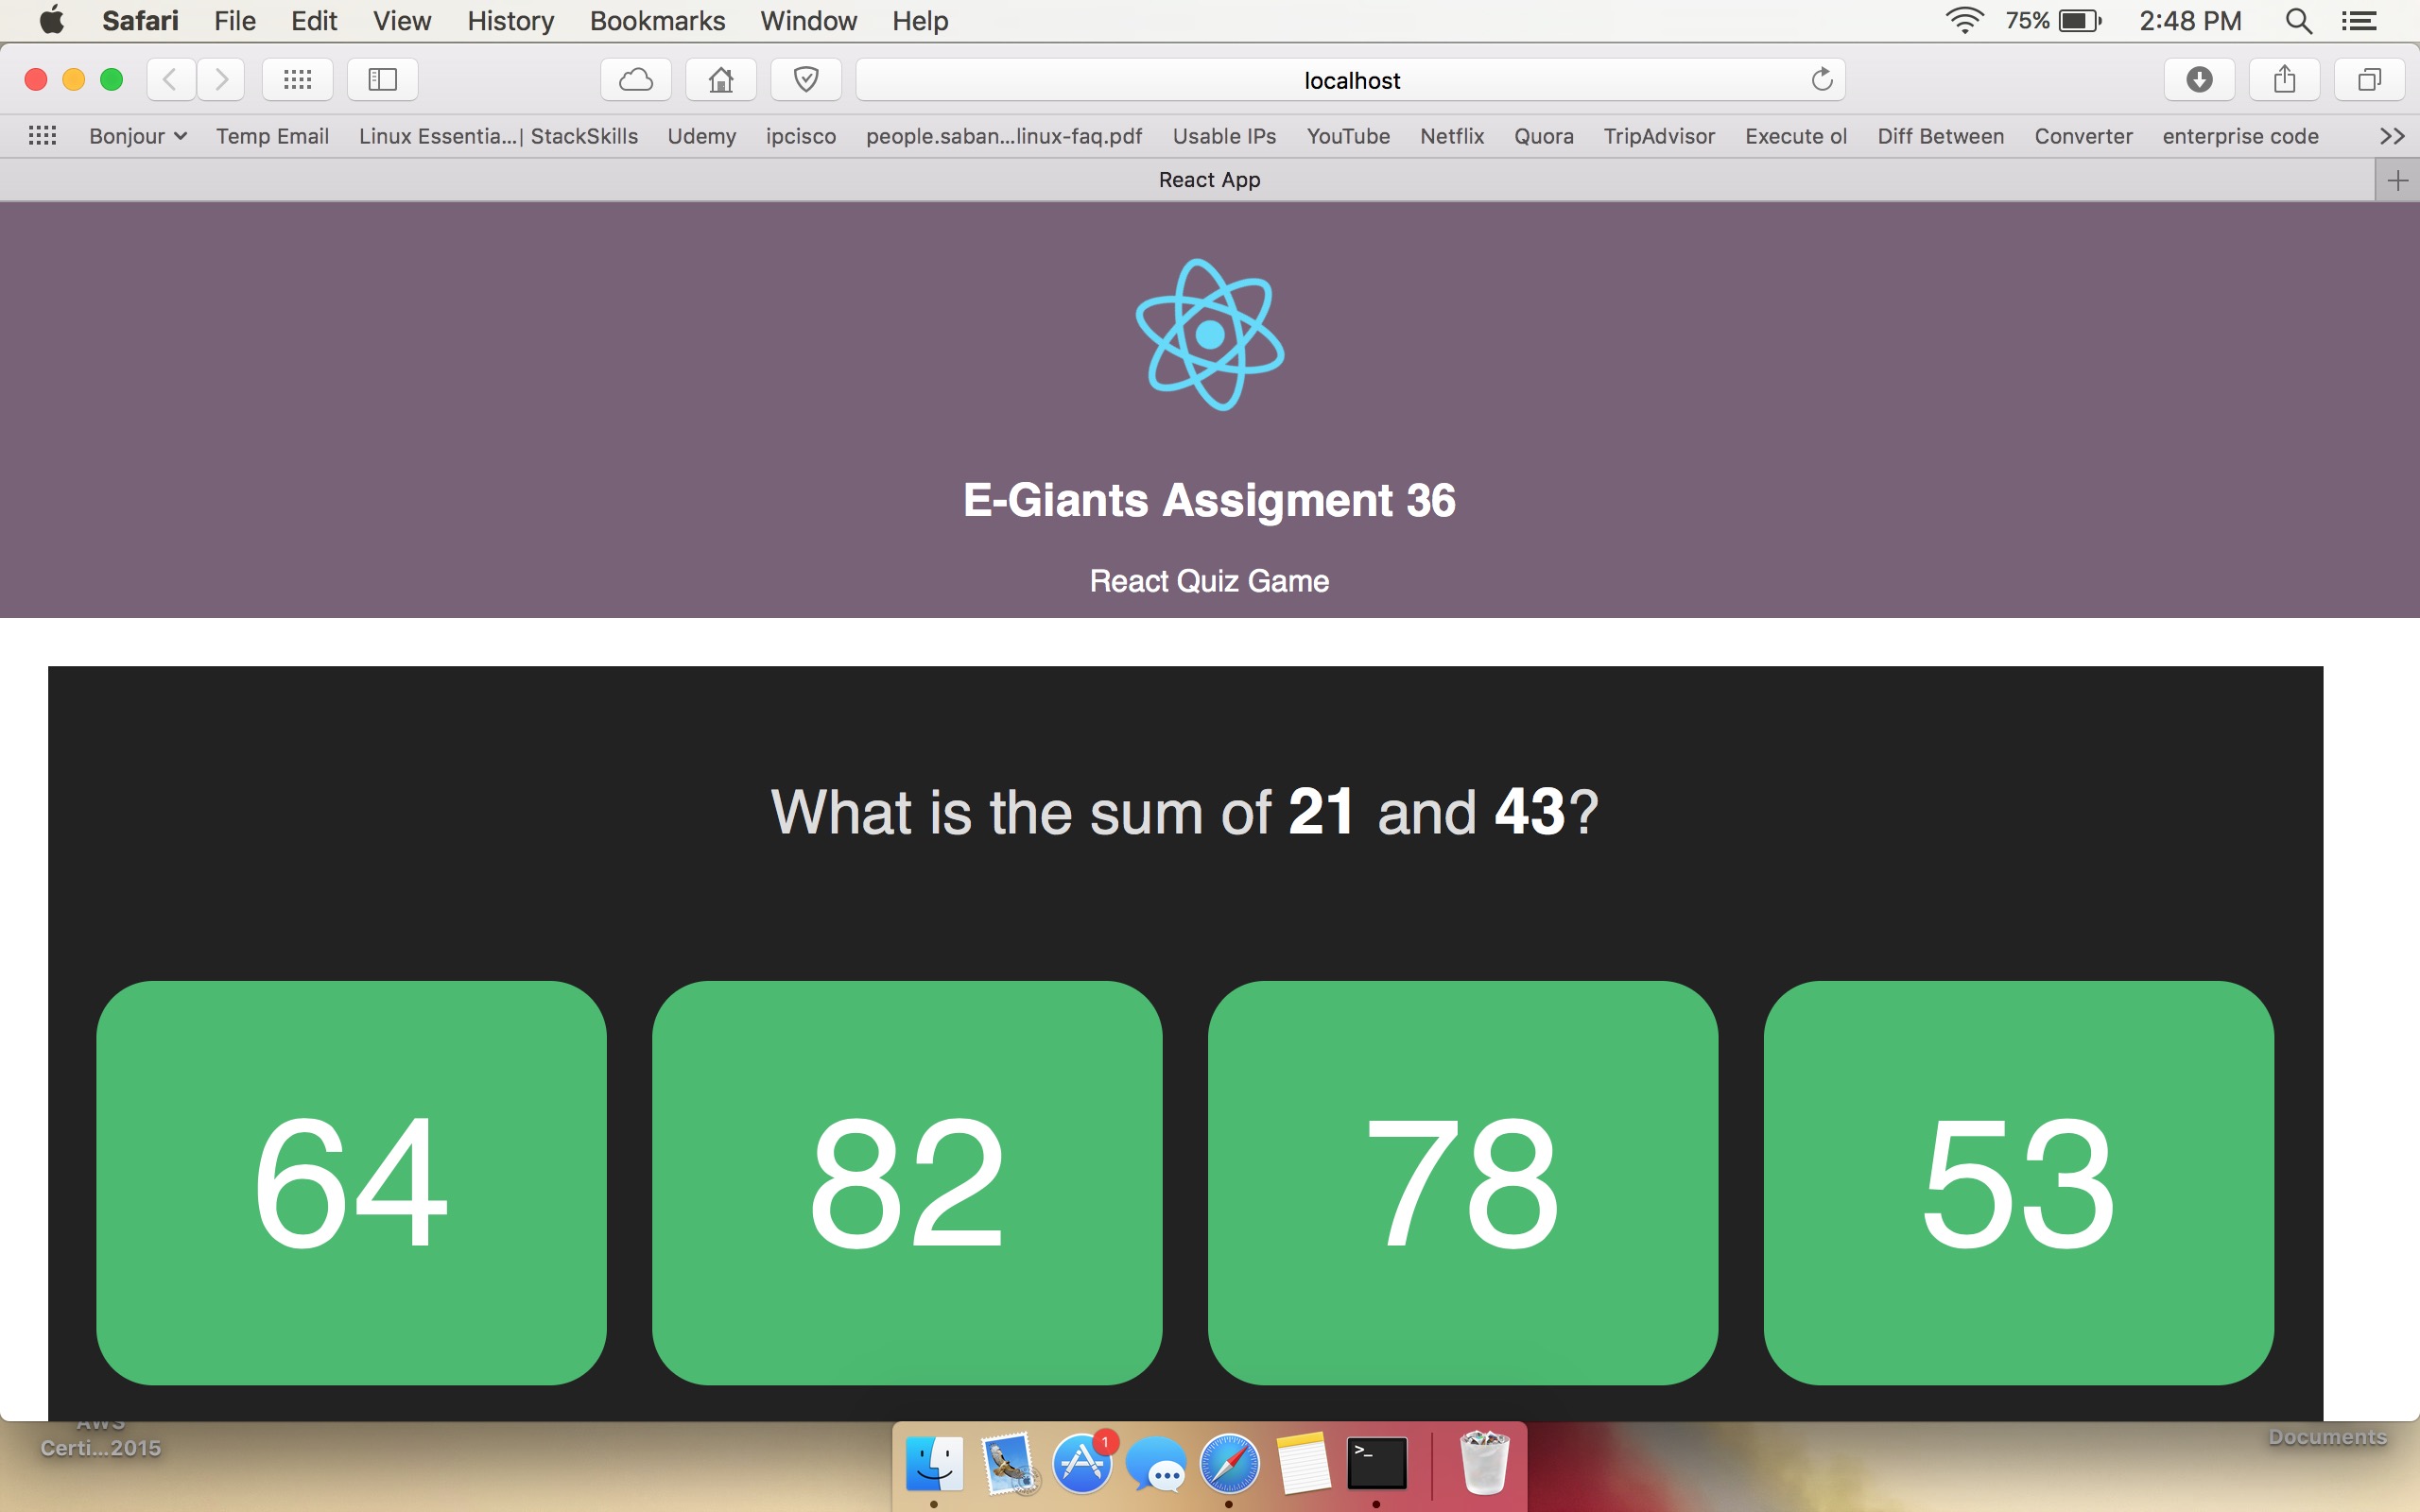 Safari File Edit View History Bookmarks Window Help 75% 2:48 PM
localhost
Bonjour Temp Email Linux Essentia...| StackSkills Udemy ipcisco people.saban...linux-faq.pdf Usable IPs YouTube Netflix Quora TripAdvisor Execute ol Diff Between Converter enterprise code
React App
E-Giants Assigment 36
React Quiz Game
What is the sum of 21 and 43?
64 82 78 53
AWS
Certi...2015
Documents
1
>_